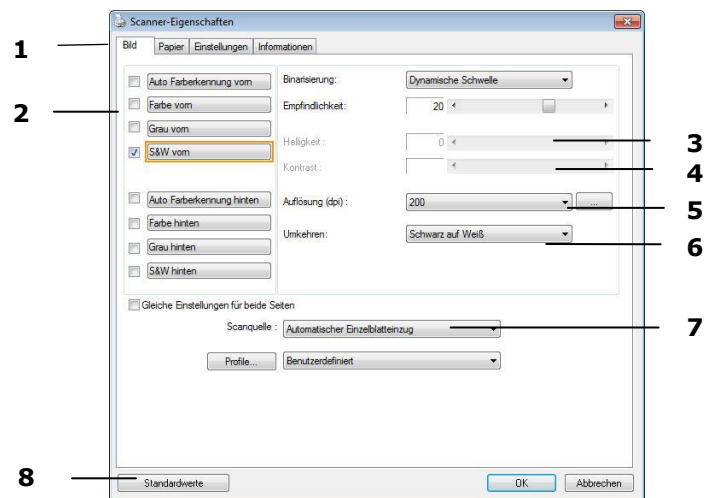 Scanner-Eigenschaften
1
Bild Papier Einstellungen Informationen
2
Auto Farberkennung vorn Binarisierung: Dynamische Schwelle
Farbe vorn Empfindlichkeit: 20
Grau vorn
S&W vorn Helligkeit : 0 3
Kontrast : 4
Auto Farberkennung hinten Auflösung (dpi) : 200 ... 5
Farbe hinten Umkehren: Schwarz auf Weiß 6
Grau hinten
S&W hinten
Gleiche Einstellungen für beide Seiten
Scanquelle : Automatischer Einzelblatteinzug 7
Profile... Benutzerdefiniert
8 Standardwerte OK Abbrechen